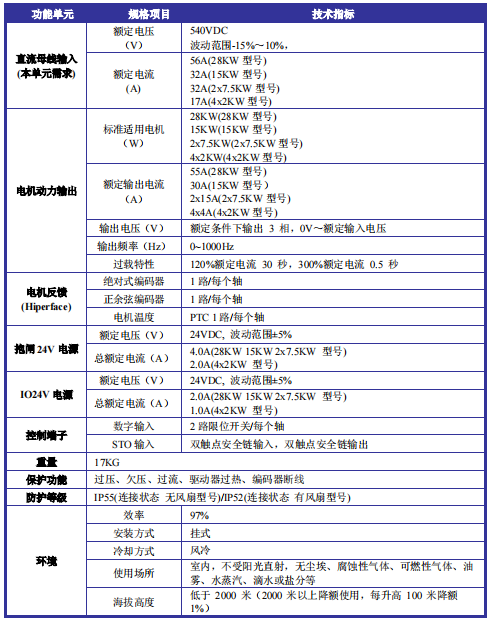 功能单元 规格项目 技术指标
直流母线输入
(本单元需求)
额定电压
（V）
540VDC
波动范围-15%～10%,
额定电流
(A)
56A(28KW 型号)
32A(15KW 型号)
32A(2x7.5KW 型号)
17A(4x2KW 型号)
电机动力输出
标准适用电机
（W）
28KW(28KW 型号)
15KW(15KW 型号)
2x7.5KW(2x7.5KW 型号)
4x2KW(4x2KW 型号)
额定输出电流
（A）
55A(28KW 型号)
30A(15KW 型号）
2x15A(2x7.5KW 型号)
4x4A(4x2KW 型号)
输出电压（V） 额定条件下输出 3 相，0V～额定输入电压
输出频率（Hz） 0~1000Hz
过载特性 120%额定电流 30 秒，300%额定电流 0.5 秒
电机反馈
(Hiperface)
绝对式编码器 1 路/每个轴
正余弦编码器 1 路/每个轴
电机温度 PTC 1 路/每个轴
抱闸 24V 电源
额定电压（V） 24VDC, 波动范围±5%
总额定电流（A）
4.0A(28KW 15KW 2x7.5KW 型号)
2.0A(4x2KW 型号)
IO24V 电源
额定电压（V） 24VDC, 波动范围±5%
总额定电流（A）
2.0A(28KW 15KW 2x7.5KW 型号)
1.0A(4x2KW 型号)
控制端子
数字输入 2 路限位开关/每个轴
STO 输入 双触点安全链输入，双触点安全链输出
重量 17KG
保护功能 过压、欠压、过流、驱动器过热、编码器断线
防护等级 IP55(连接状态 无风扇型号)/IP52(连接状态 有风扇型号)
环境
效率 97%
安装方式 挂式
冷却方式 风冷
使用场所
室内，不受阳光直射，无尘埃、腐蚀性气体、可燃性气体、油
雾、水蒸汽、滴水或盐分等
海拔高度
低于 2000 米（2000 米以上降额使用，每升高 100 米降额
1%）